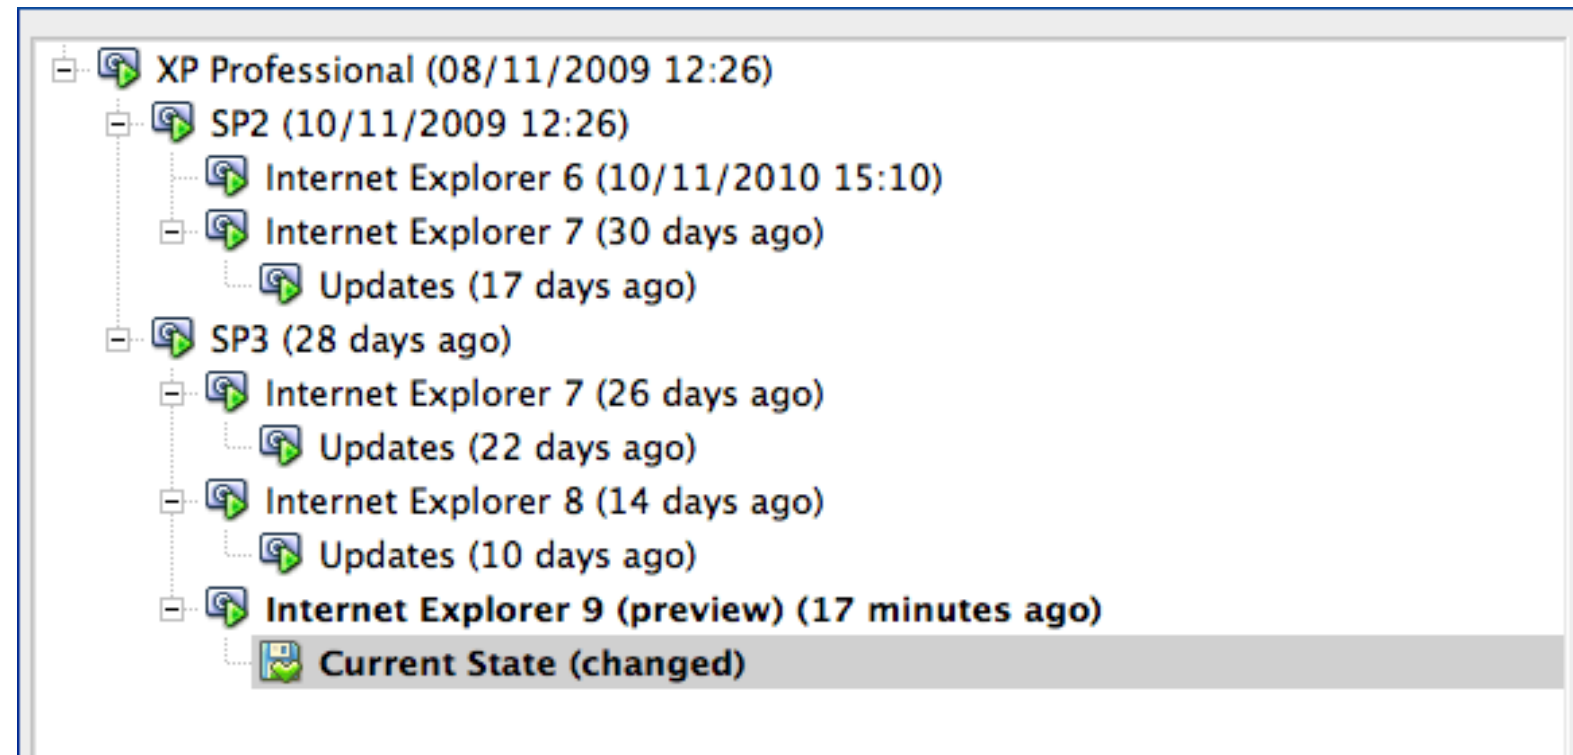 XP Professional (08/11/2009 12:26)
SP2 (10/11/2009 12:26)
Internet Explorer 6 (10/11/2010 15:10)
Internet Explorer 7 (30 days ago)
Updates (17 days ago)
SP3 (28 days ago)
Internet Explorer 7 (26 days ago)
Updates (22 days ago)
Internet Explorer 8 (14 days ago)
Updates (10 days ago)
Internet Explorer 9 (preview) (17 minutes ago)
Current State (changed)